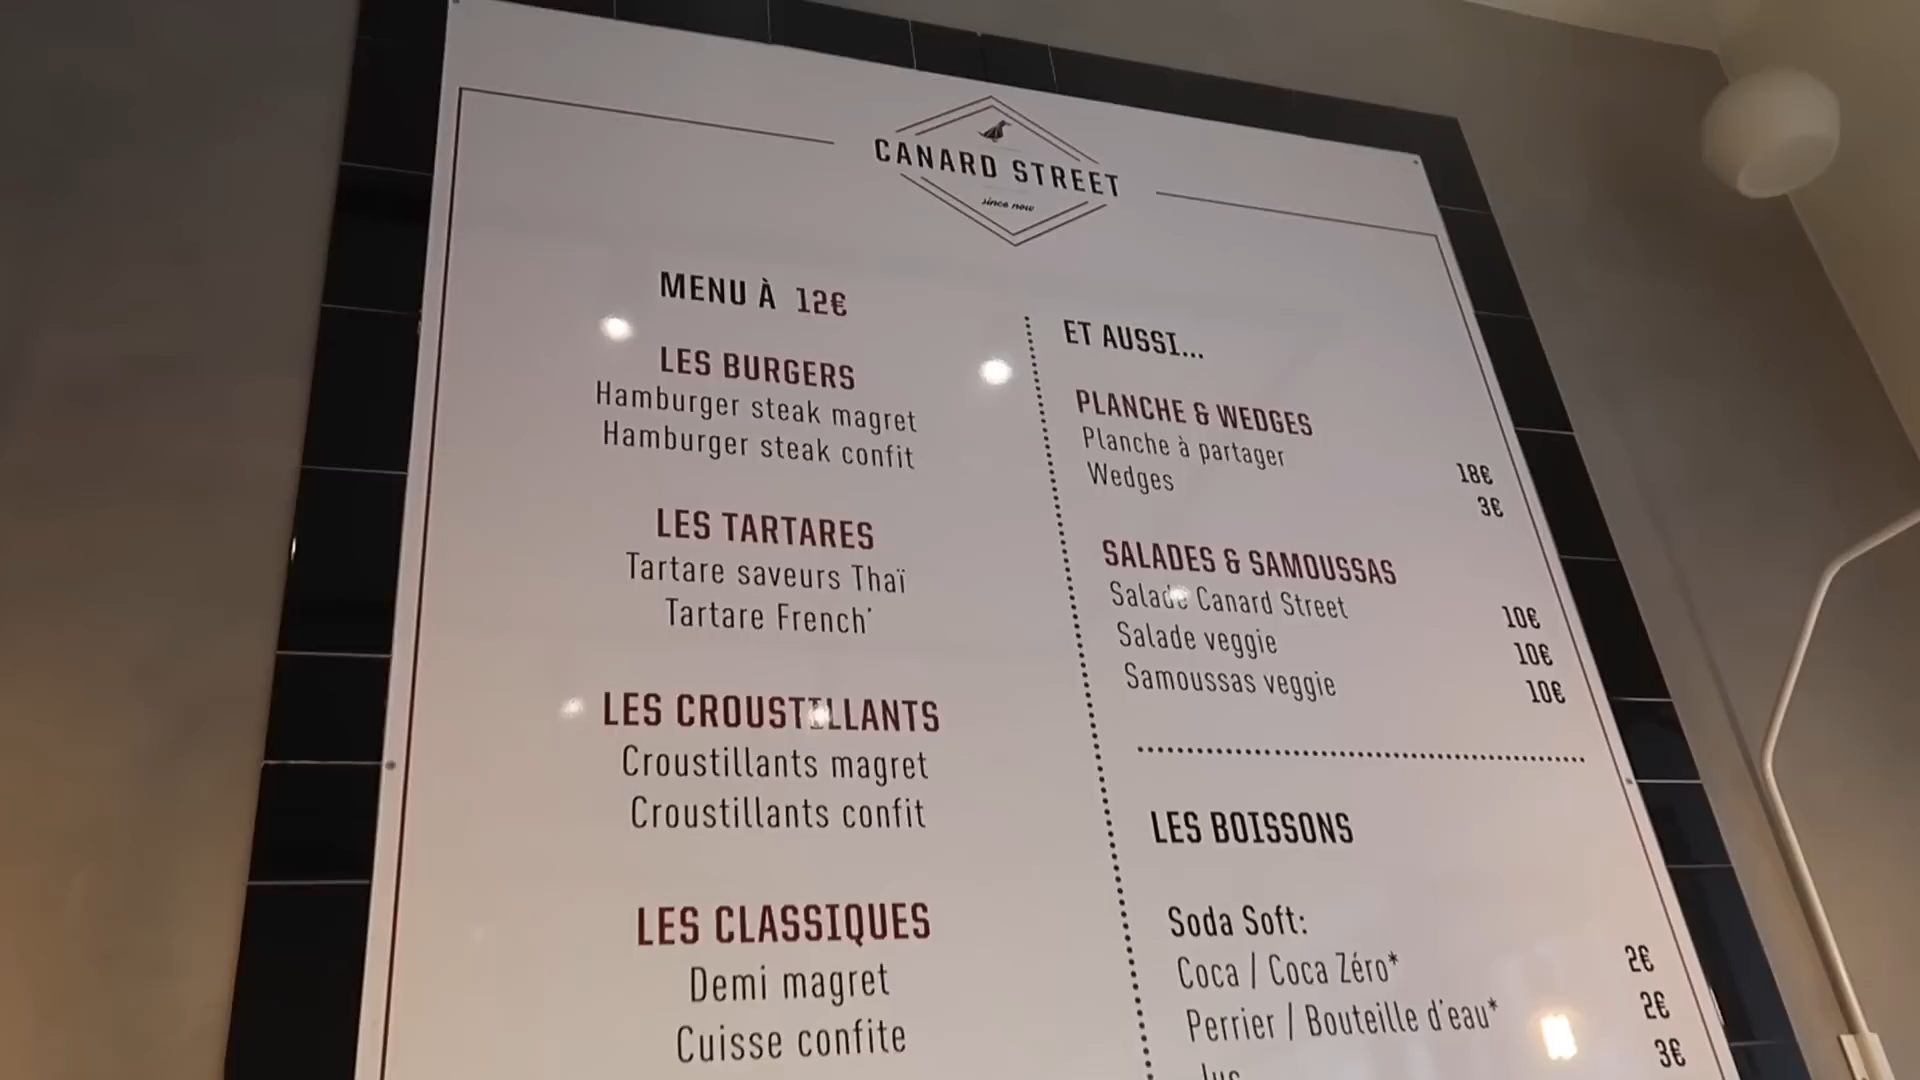 CANARD STREET
since now
MENU À 12€
LES BURGERS
Hamburger steak magret
Hamburger steak confit
LES TARTARES
Tartare saveurs Thaï
Tartare French'
LES CROUSTILLANTS
Croustillants magret
Croustillants confit
LES CLASSIQUES
Demi magret
Cuisse confite
ET AUSSI...
PLANCHE & WEDGES
Planche à partager 18€
Wedges 3€
SALADES & SAMOUSSAS
Salade Canard Street 10€
Salade veggie 10€
Samoussas veggie 10€
LES BOISSONS
Soda Soft:
Coca / Coca Zéro* 2€
Perrier / Bouteille d'eau* 2€
Jus 3€